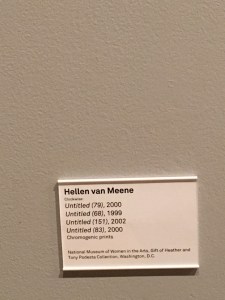 Hellen van Meene
Clockwise
Untitled (79), 2000
Untitled (68), 1999
Untitled (151), 2002
Untitled (83), 2000
Chromogenic prints
National Museum of Women in the Arts, Gift of Heather and
Tony Podesta Collection, Washington, D.C.